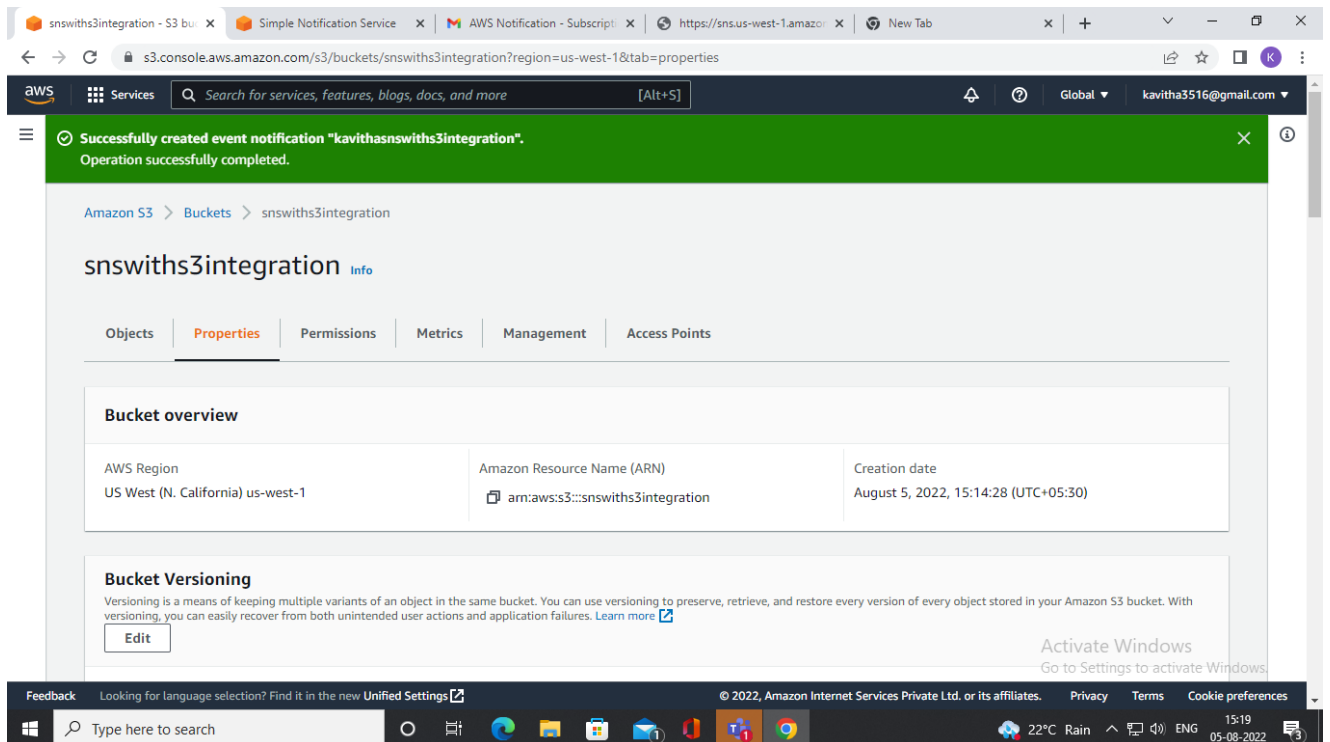 snswiths3integration - S3 bu
Simple Notification Service
AWS Notification - Subscripti
https://sns.us-west-1.amazon
New Tab
s3.console.aws.amazon.com/s3/buckets/snswiths3integration?region=us-west-1&tab=properties
K
aws
Services
Search for services, features, blogs, docs, and more
[Alt+S]
Global
kavitha3516@gmail.com
Successfully created event notification "kavithasnswiths3integration".
Operation successfully completed.
Amazon S3 > Buckets > snswiths3integration
snswiths3integration Info
Objects
Properties
Permissions
Metrics
Management
Access Points
Bucket overview
AWS Region
US West (N. California) us-west-1
Amazon Resource Name (ARN)
arn:aws:s3:::snswiths3integration
Creation date
August 5, 2022, 15:14:28 (UTC+05:30)
Bucket Versioning
Versioning is a means of keeping multiple variants of an object in the same bucket. You can use versioning to preserve, retrieve, and restore every version of every object stored in your Amazon S3 bucket. With
versioning, you can easily recover from both unintended user actions and application failures. Learn more
Edit
Activate Windows
Go to Settings to activate Windows.
Feedback
Looking for language selection? Find it in the new Unified Settings
© 2022, Amazon Internet Services Private Ltd. or its affiliates.
Privacy
Terms
Cookie preferences
Type here to search
1
1
22°C Rain
ENG
15:19
05-08-2022
3